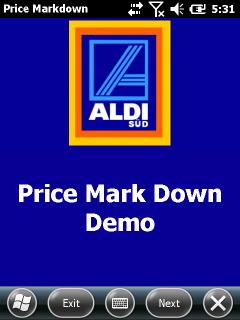 Price Markdown 5:31
ALDI
SÜD
Price Mark Down
Demo
Exit Next